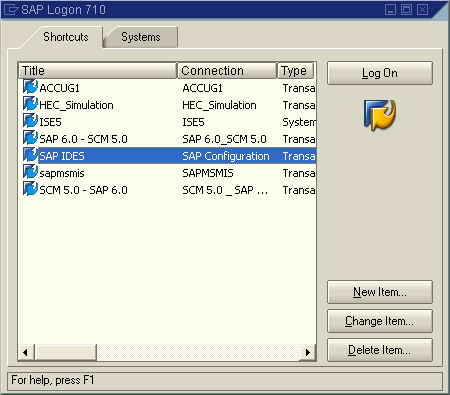 SAP Logon 710
Shortcuts Systems
Title Connection Type
ACCUG1 ACCUG1 Transa
HEC_Simulation HEC_Simulation Transa
ISE5 ISE5 System
SAP 6.0 - SCM 5.0 SAP 6.0_SCM 5.0 Transa
SAP IDES SAP Configuration Transa
sapmsmis SAPMSMIS Transa
SCM 5.0 - SAP 6.0 SCM 5.0 _ SAP ... Transa
Log On
New Item...
Change Item...
Delete Item...
For help, press F1